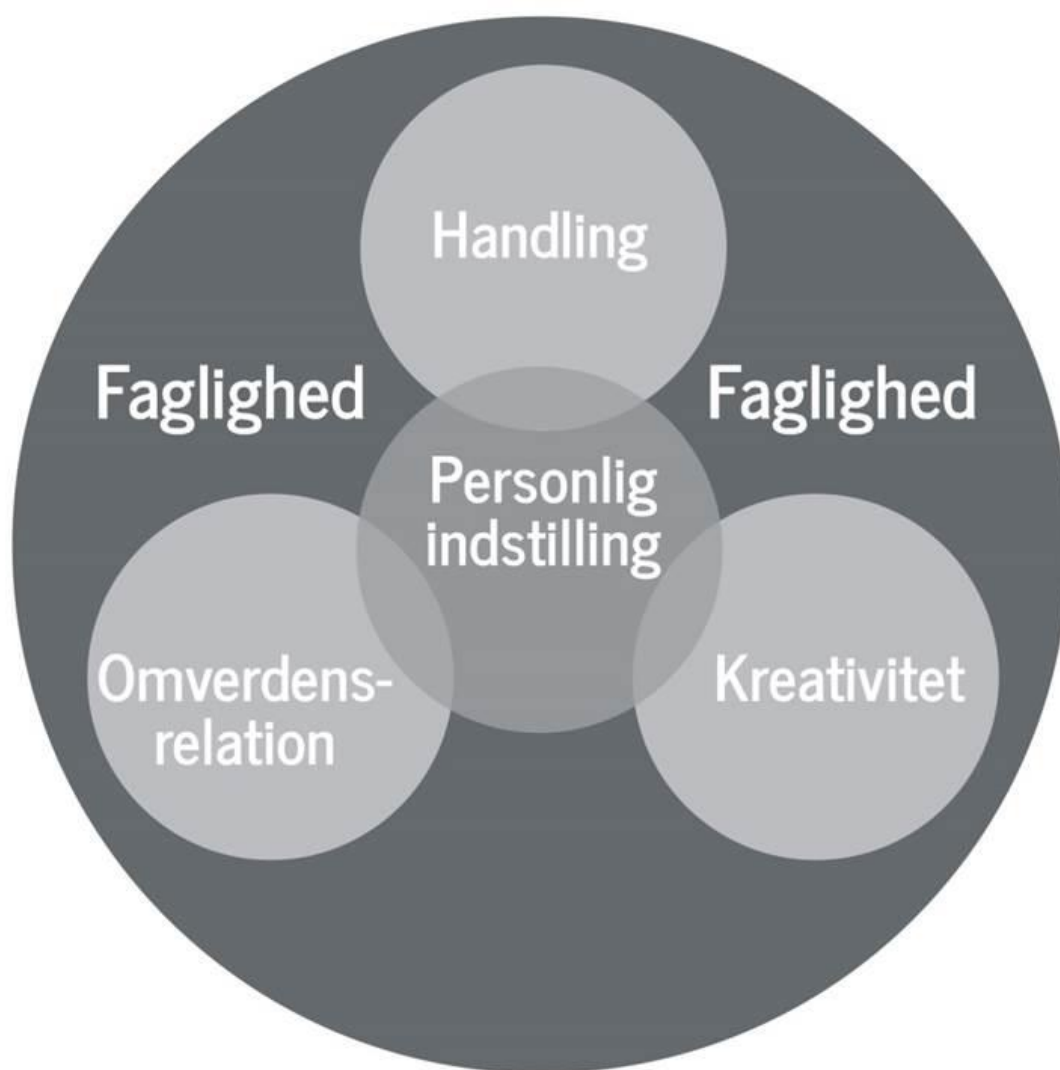 Handling
Faglighed
Faglighed
Personlig
indstilling
Omverdens-
relation
Kreativitet